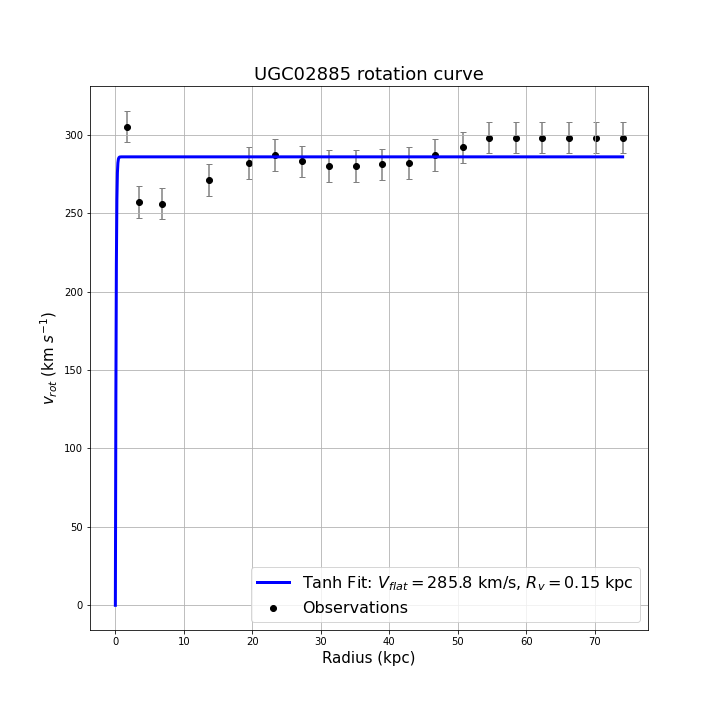 UGC02885 rotation curve
300
250
200
150
100
50
0
v_rot (km s⁻¹)
Tanh Fit: V_flat = 285.8 km/s, R_v = 0.15 kpc
Observations
0 10 20 30 40 50 60 70
Radius (kpc)